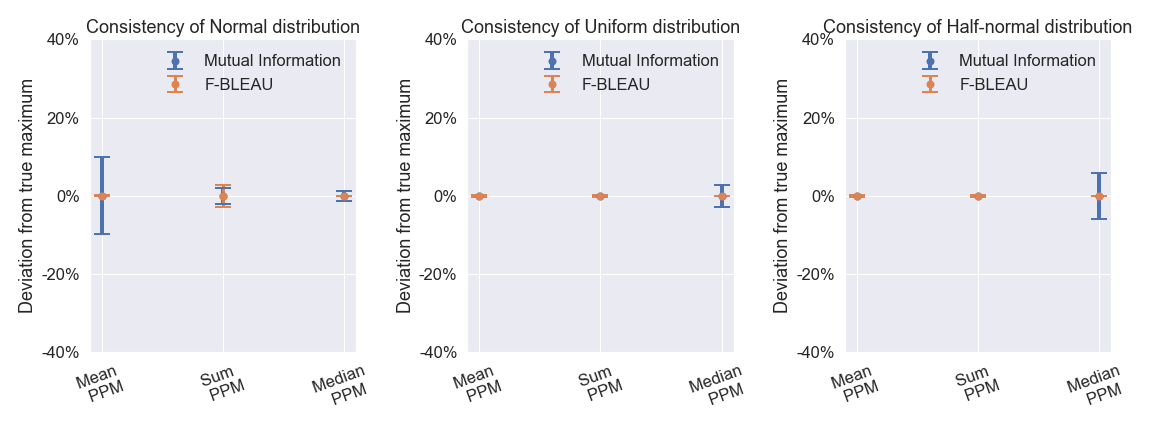 Consistency of Normal distribution
40%
20%
0%
-20%
-40%
Deviation from true maximum
Mutual Information
F-BLEAU
Mean
PPM
Sum
PPM
Median
PPM
Consistency of Uniform distribution
40%
20%
0%
-20%
-40%
Deviation from true maximum
Mutual Information
F-BLEAU
Mean
PPM
Sum
PPM
Median
PPM
Consistency of Half-normal distribution
40%
20%
0%
-20%
-40%
Deviation from true maximum
Mutual Information
F-BLEAU
Mean
PPM
Sum
PPM
Median
PPM